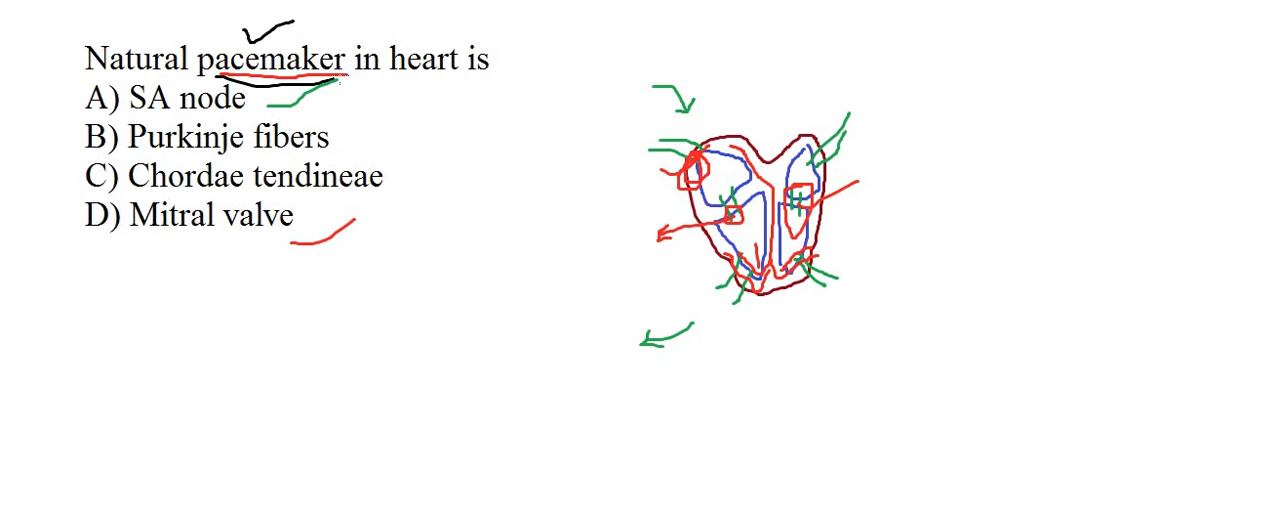 Natural pacemaker in heart is
A) SA node
B) Purkinje fibers
C) Chordae tendineae
D) Mitral valve